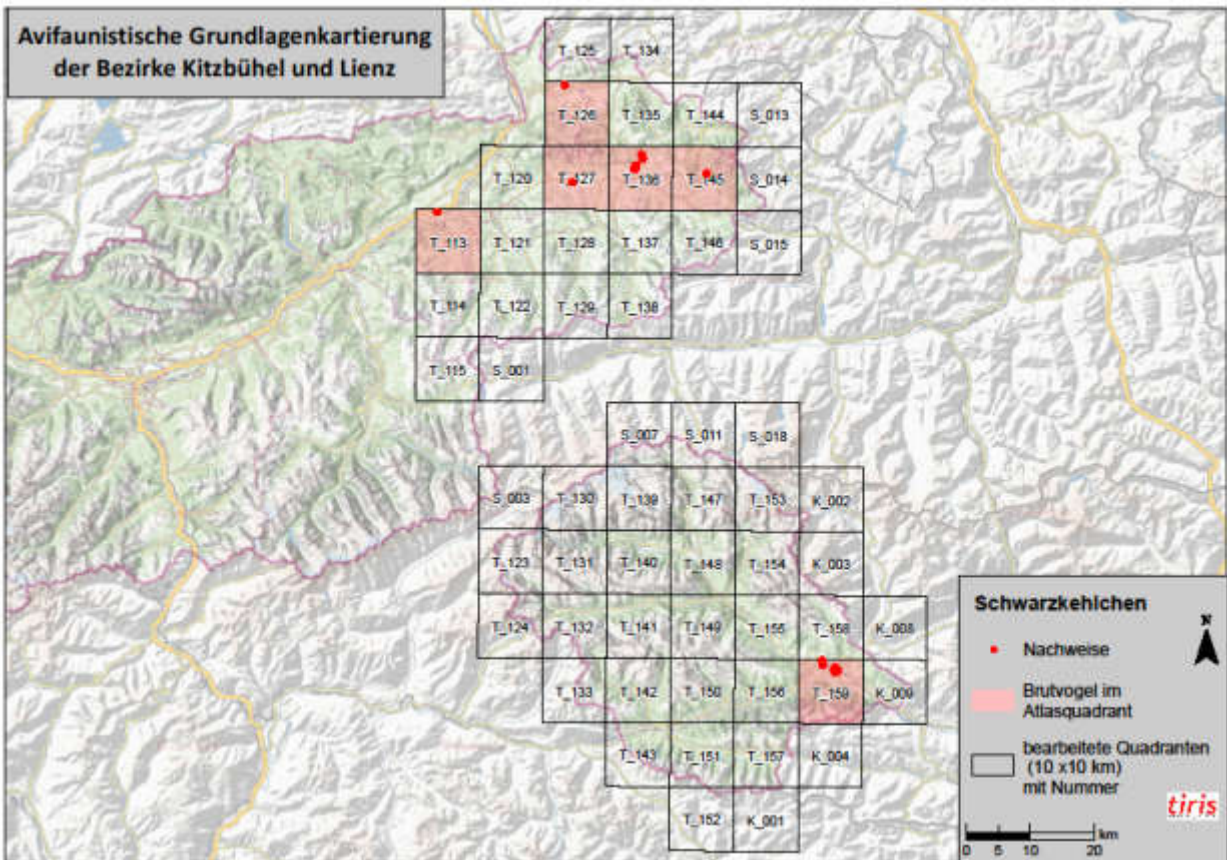 Avifaunistische Grundlagenkartierung
der Bezirke Kitzbühel und Lienz
T_125 T_134
T_126 T_135 T_144 S_013
T_120 T_127 T_136 T_145 S_014
T_113 T_121 T_128 T_137 T_146 S_015
T_114 T_122 T_129 T_138
T_115 S_001
S_007 S_011 S_018
S_003 T_130 T_139 T_147 T_153 K_002
T_123 T_131 T_140 T_148 T_154 K_003
T_124 T_132 T_141 T_149 T_155 T_158 K_008
T_133 T_142 T_150 T_156 T_159 K_009
T_143 T_151 T_157 K_004
T_152 K_001
Schwarzkehlchen
N
Nachweise
Brutvogel im
Atlasquadrant
bearbeitete Quadranten
(10 x10 km)
mit Nummer
tiris
km
0 5 10 20